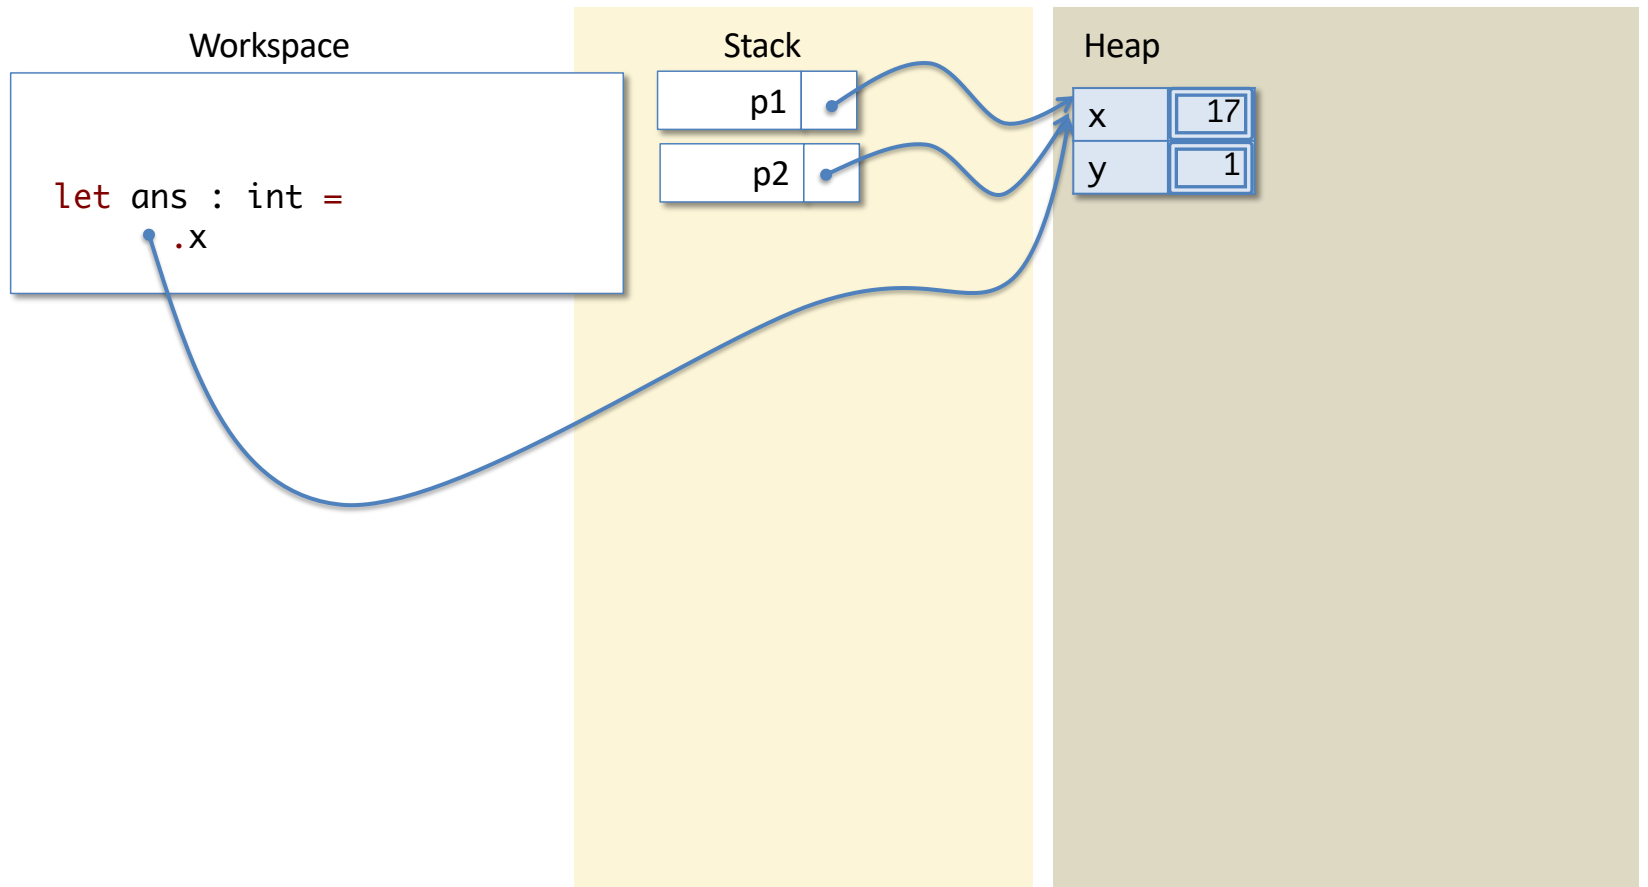 Workspace
Stack
Heap
let ans : int =
.x
p1
p2
x 17
y 1